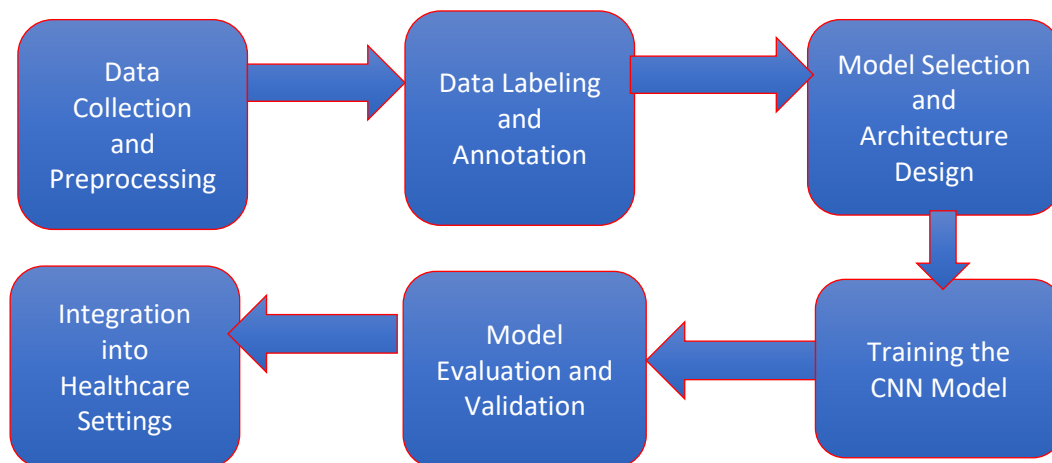 Data
Collection
and
Preprocessing
Data Labeling
and
Annotation
Model Selection
and
Architecture
Design
Training the
CNN Model
Model
Evaluation and
Validation
Integration
into
Healthcare
Settings